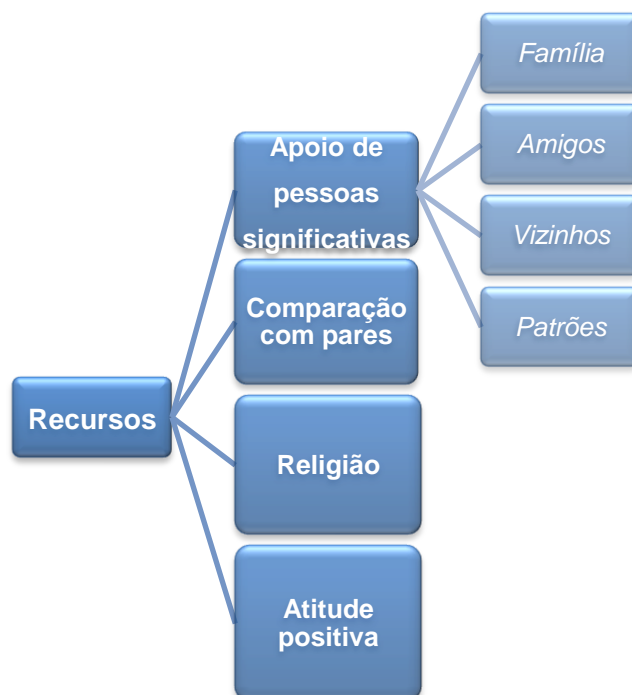 Recursos
Apoio de
pessoas
significativas
Família
Amigos
Vizinhos
Patrões
Comparação
com pares
Religião
Atitude
positiva